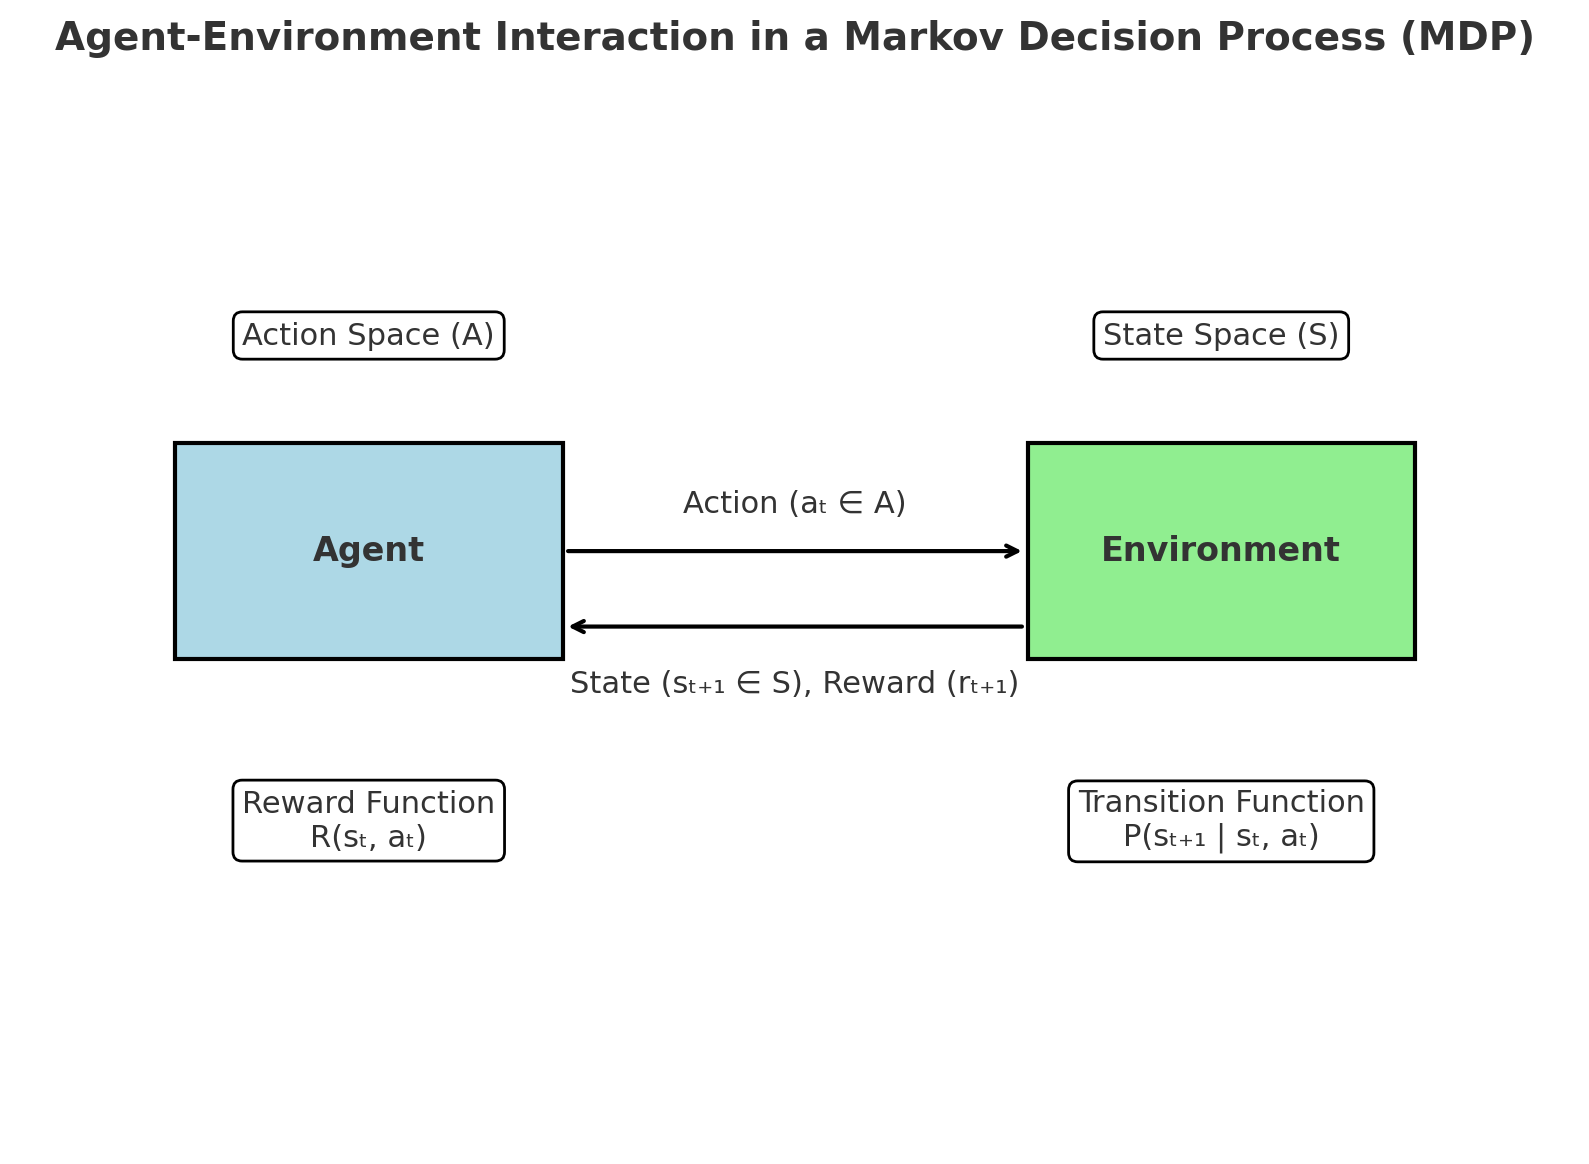 Agent-Environment Interaction in a Markov Decision Process (MDP)
Action Space (A)
State Space (S)
Action (aₜ ∈ A)
Agent
Environment
State (sₜ₊₁ ∈ S), Reward (rₜ₊₁)
Reward Function
R(sₜ, aₜ)
Transition Function
P(sₜ₊₁ | sₜ, aₜ)